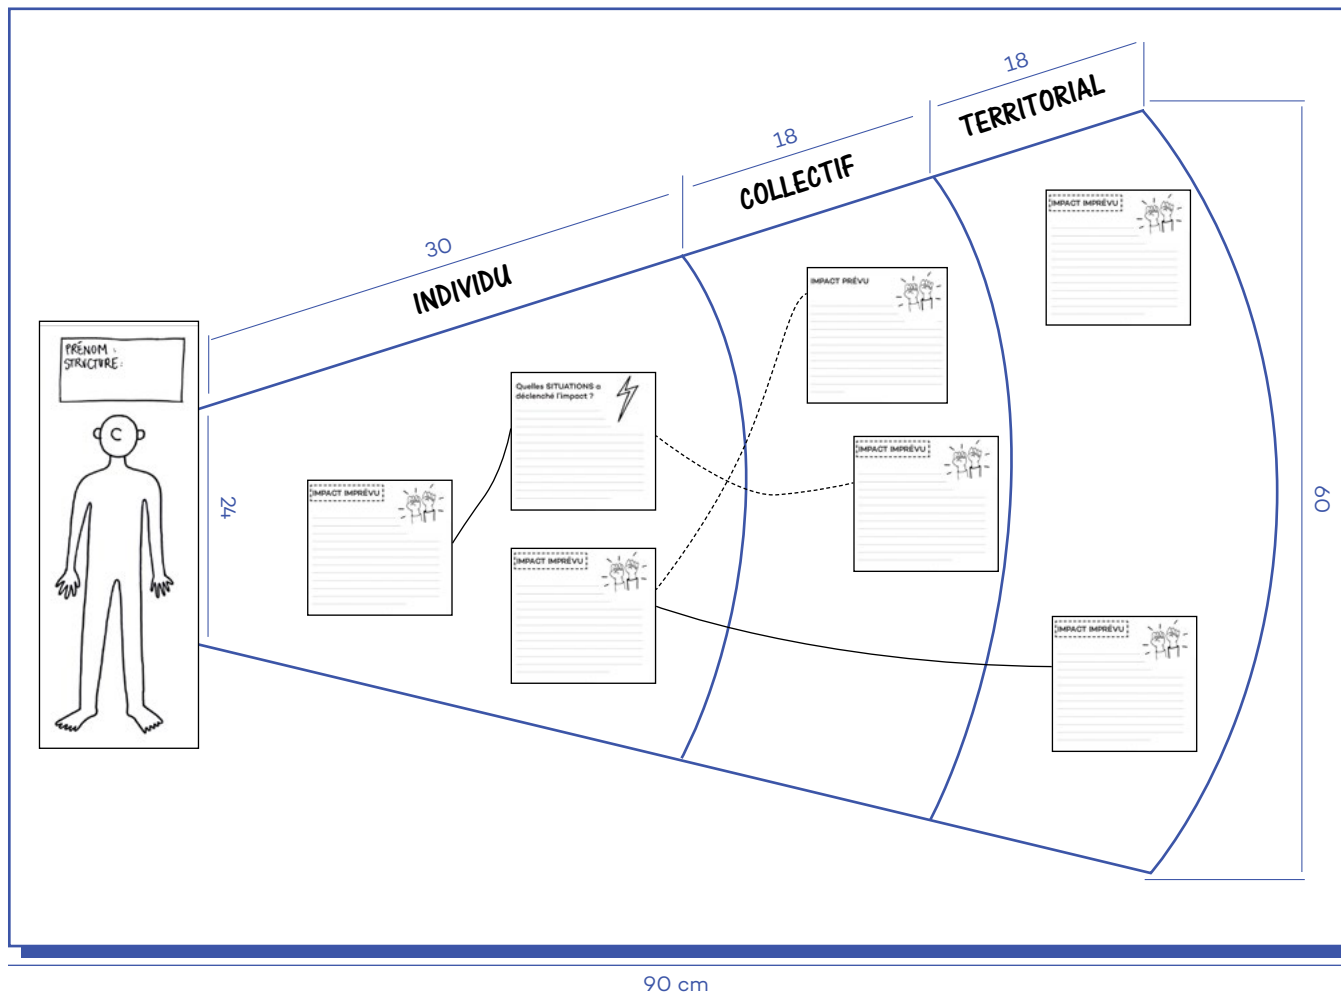 18
TERRITORIAL
18
COLLECTIF
30
INDIVIDU
PRÉNOM :
STRUCTURE:
C
24
60
Quelles SITUATIONS a
déclenché l'impact ?
IMPACT IMPRÉVU
IMPACT IMPRÉVU
IMPACT PRÉVU
IMPACT IMPRÉVU
IMPACT IMPRÉVU
IMPACT IMPRÉVU
90 cm